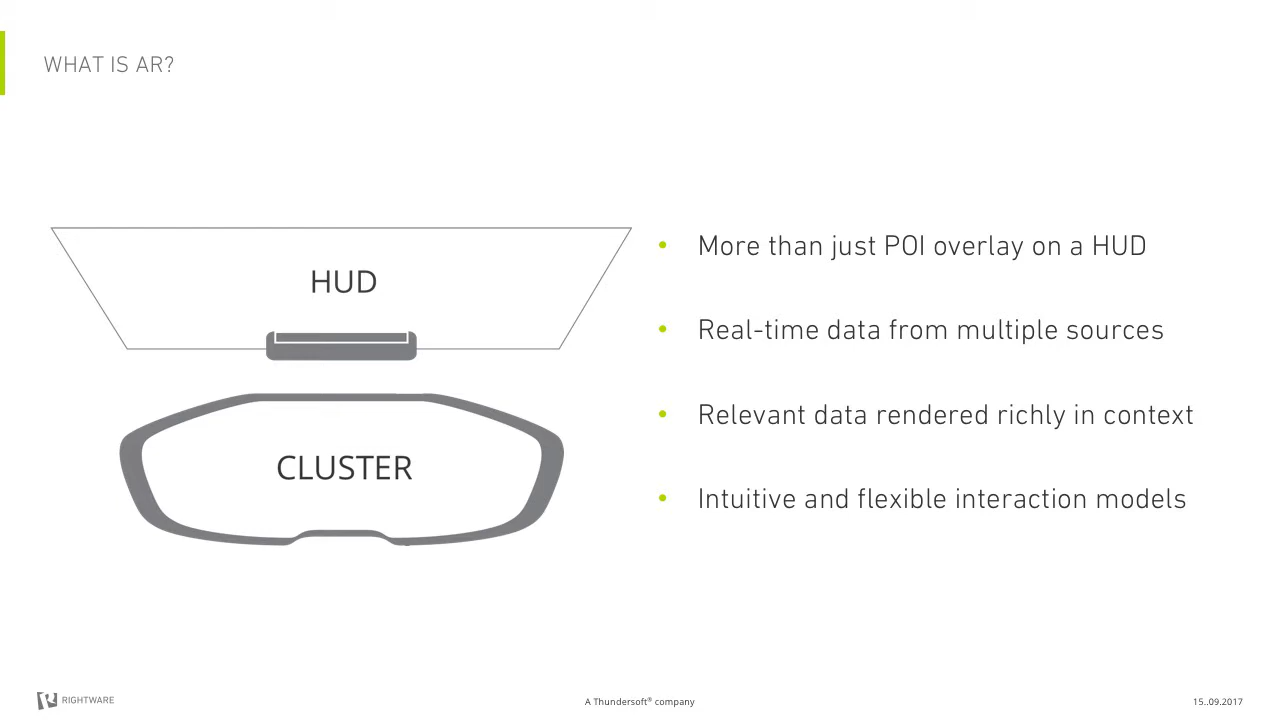 WHAT IS AR?
HUD
CLUSTER
• More than just POI overlay on a HUD
• Real-time data from multiple sources
• Relevant data rendered richly in context
• Intuitive and flexible interaction models
RIGHTWARE
A Thundersoft® company
15..09.2017